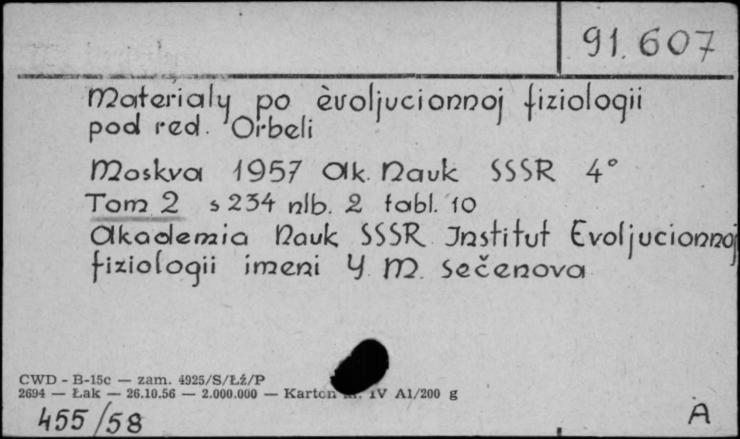 91.607
Materialy po èvoljucionnoj fiziologii
pod red. Orbeli
Moskva 1957 Ak. Nauk SSSR 4°
Tom 2 s 234 nlb. 2 tabl. 10
Akademia Nauk SSSR Institut Evoljucionnoj
fiziologii imeni Y. M. Sečenova
CWD - B-15c — zam. 4925/S/Łź/P
2694 — Łak — 26.10.56 — 2.000.000 — Karton IV A1/200 g
455/58
A